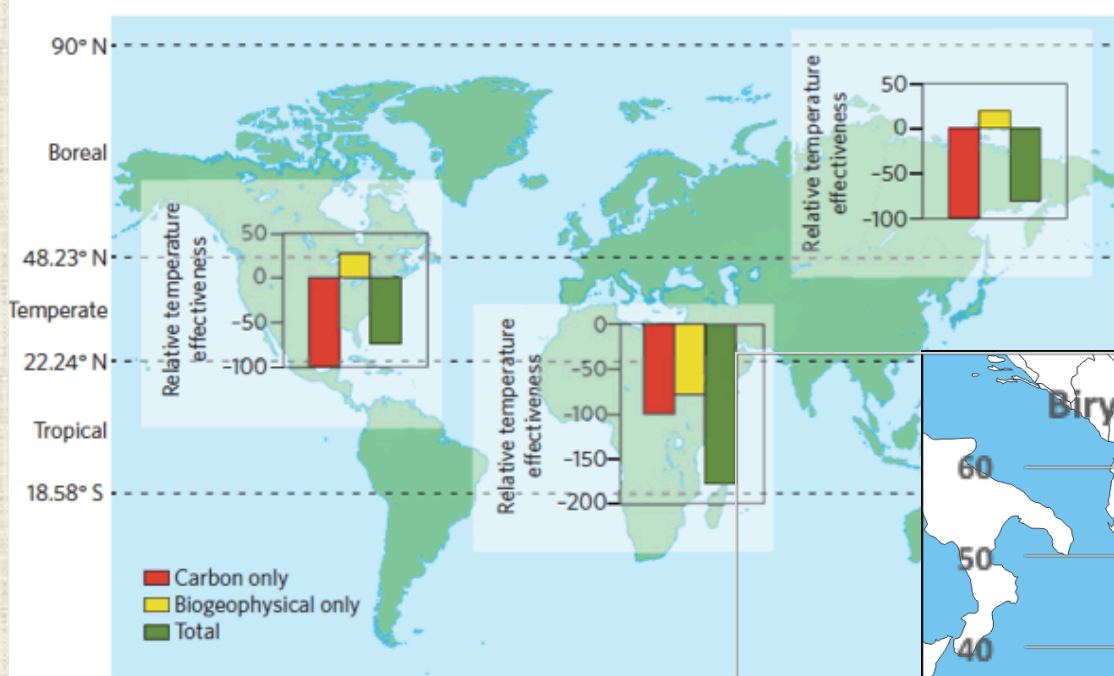 90° N
Boreal
48.23° N
Temperate
22.24° N
Tropical
18.58° S
Relative temperature
effectiveness
50
0
-50
-100
Relative temperature
effectiveness
0
-50
-100
-150
-200
Relative temperature
effectiveness
50
0
-50
-100
Carbon only
Biogeophysical only
Total
Biry
60
50
40